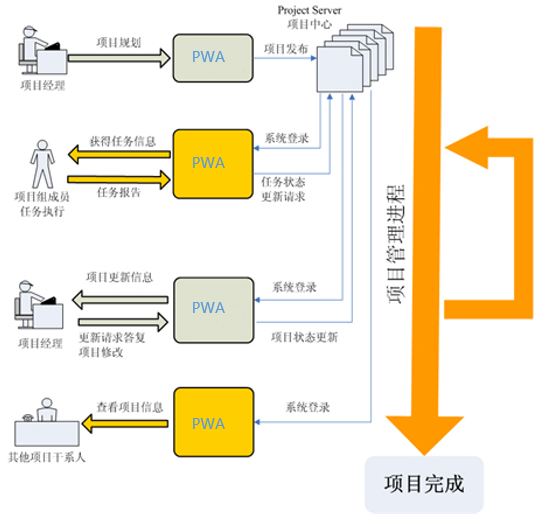 Project Server
项目中心
项目规划
PWA
项目发布
项目经理
获得任务信息
系统登录
PWA
任务报告
任务状态
更新请求
项目组成员
任务执行
项目管理进程
项目更新信息
系统登录
PWA
项目经理
更新请求答复
项目修改
项目状态更新
查看项目信息
系统登录
PWA
其他项目干系人
项目完成